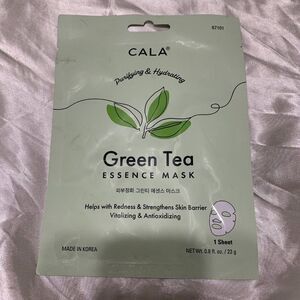 67101
CALA®
Purifying & Hydrating
Green Tea
ESSENCE MASK
피부정화 그린티 에센스 마스크
Helps with Redness & Strengthens Skin Barrier
Vitalizing & Antioxidizing
1 Sheet
MADE IN KOREA
NET WT. 0.8 fl. oz. / 23 g